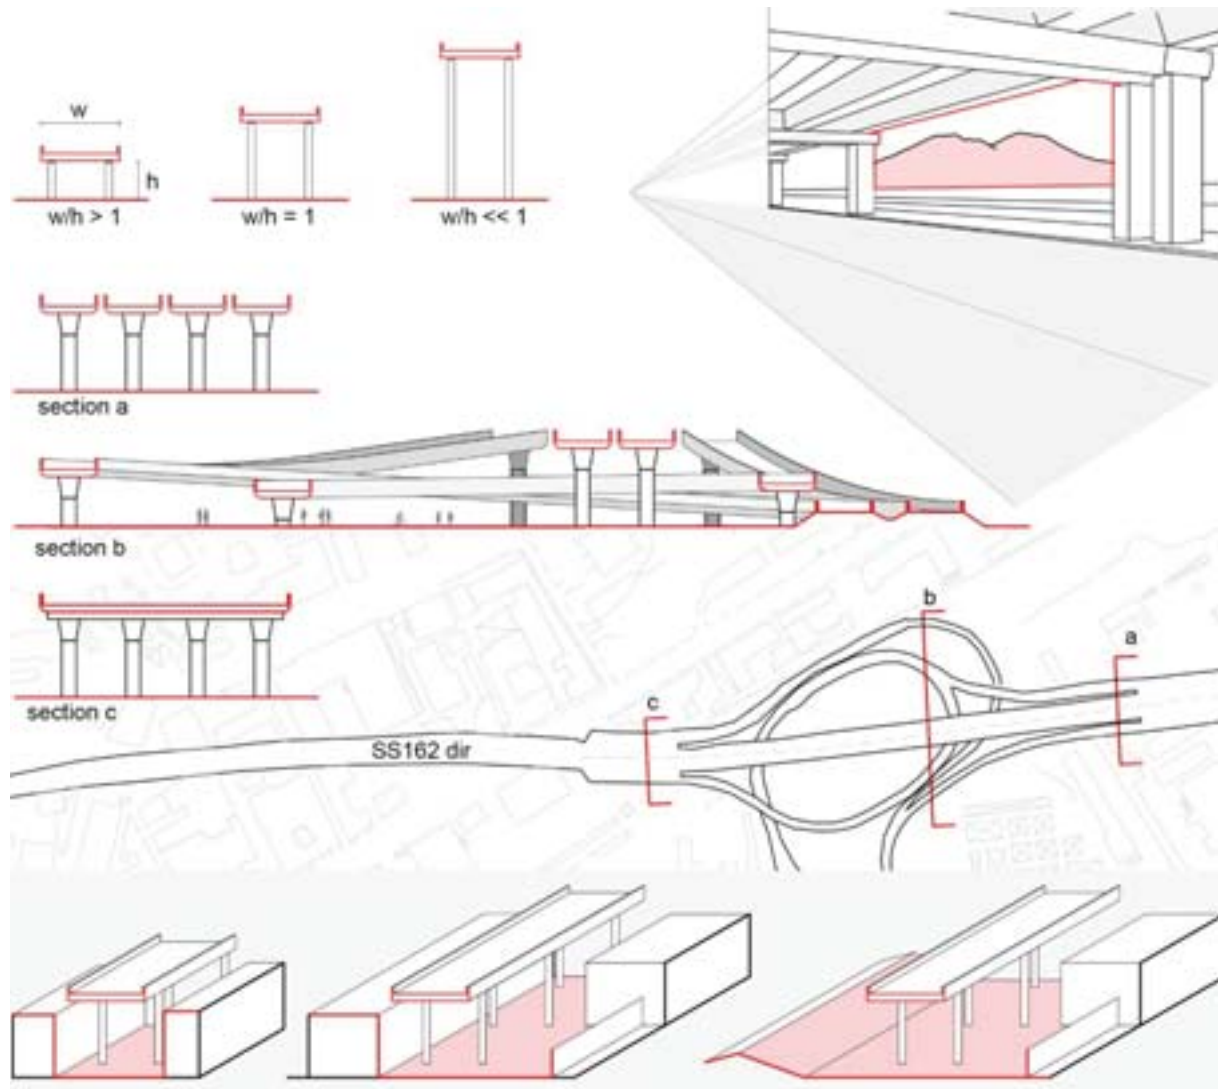 w
h
w/h > 1
w/h = 1
w/h << 1
section a
section b
section c
b
a
c
SS162 dir